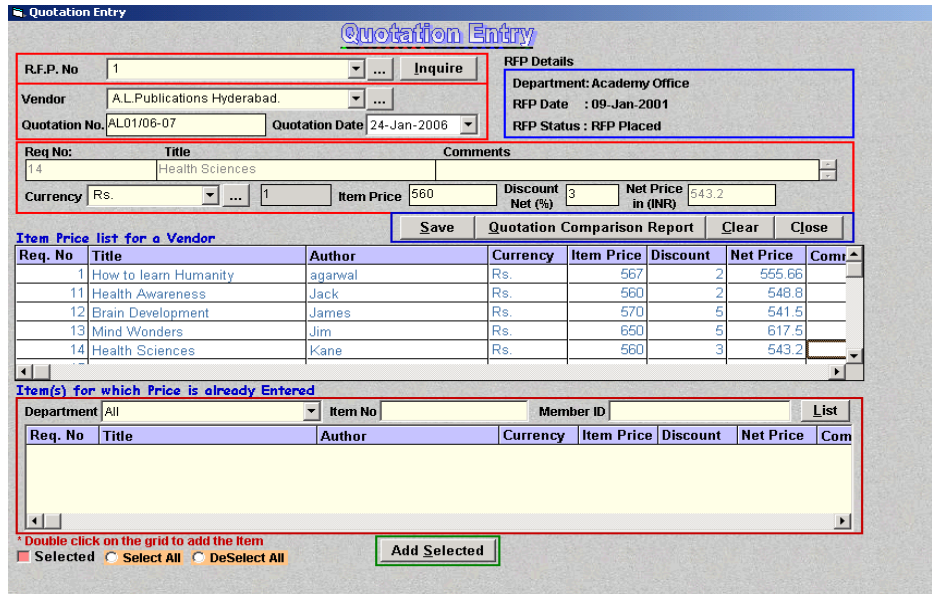 Quotation Entry
Quotation Entry
R.F.P. No 1 ... Inquire
RFP Details
Department: Academy Office
RFP Date : 09-Jan-2001
RFP Status : RFP Placed
Vendor A.L.Publications Hyderabad. ...
Quotation No. AL01/06-07 Quotation Date 24-Jan-2006
Req No: Title Comments
14 Health Sciences
Currency Rs. ... 1 Item Price 560 Discount Net (%) 3 Net Price in (INR) 543.2
Save Quotation Comparison Report Clear Close
Item Price list for a Vendor
Req. No Title Author Currency Item Price Discount Net Price Comr
1 How to learn Humanity agarwal Rs. 567 2 555.66
11 Health Awareness Jack Rs. 560 2 548.8
12 Brain Development James Rs. 570 5 541.5
13 Mind Wonders Jim Rs. 650 5 617.5
14 Health Sciences Kane Rs. 560 3 543.2
Item(s) for which Price is already Entered
Department All Item No Member ID List
Req. No Title Author Currency Item Price Discount Net Price Com
* Double click on the grid to add the Item
Selected Select All DeSelect All
Add Selected